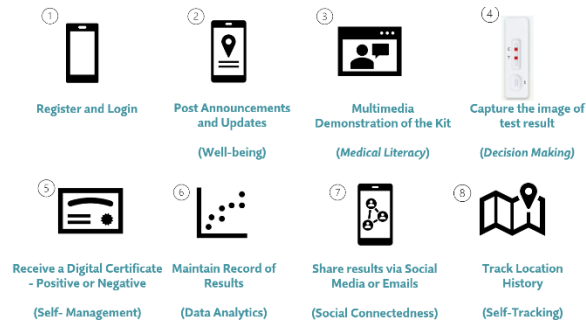 1
2
3
4
Register and Login
Post Announcements
and Updates
(Well-being)
Multimedia
Demonstration of the Kit
(Medical Literacy)
Capture the image of
test result
(Decision Making)
5
6
7
8
Receive a Digital Certificate
- Positive or Negative
(Self- Management)
Maintain Record of
Results
(Data Analytics)
Share results via Social
Media or Emails
(Social Connectedness)
Track Location
History
(Self-Tracking)